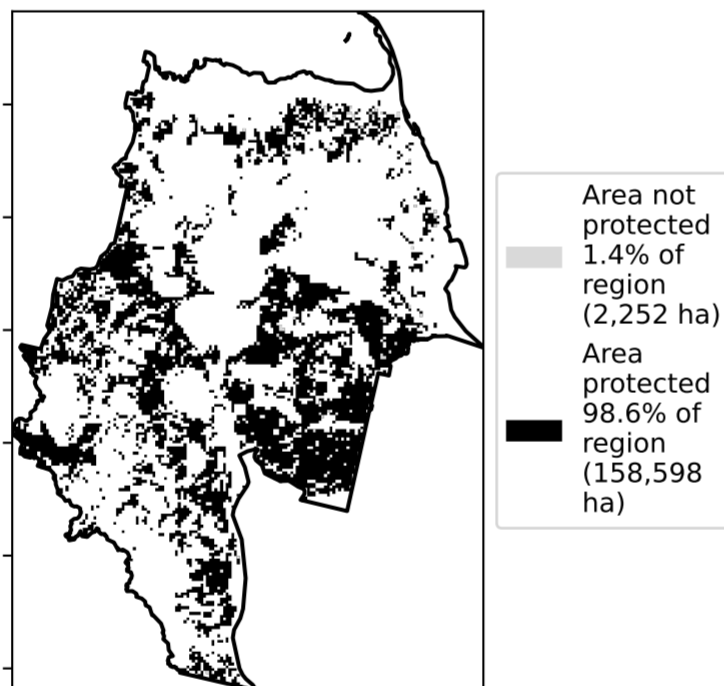 Area not
protected
1.4% of
region
(2,252 ha)
Area
protected
98.6% of
region
(158,598
ha)